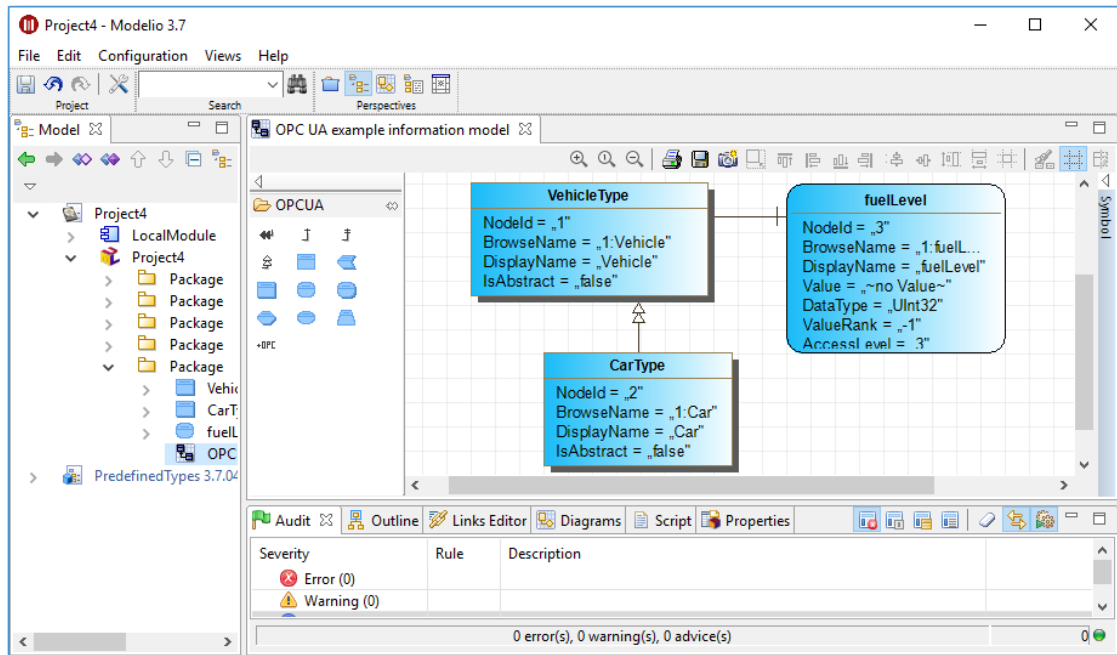 Project4 - Modelio 3.7
File Edit Configuration Views Help
Project Search Perspectives
Model
OPC UA example information model
Project4
LocalModule
Project4
Package
Package
Package
Package
Package
Vehic
CarTy
fuelL
OPC
PredefinedTypes 3.7.04
OPCUA
+OPC
VehicleType
NodeId = „1"
BrowseName = „1:Vehicle"
DisplayName = „Vehicle"
IsAbstract = „false"
fuelLevel
NodeId = „3"
BrowseName = „1:fuelL...
DisplayName = „fuelLevel"
Value = „~no Value~"
DataType = „UInt32"
ValueRank = „-1"
AccessLevel = „3"
CarType
NodeId = „2"
BrowseName = „1:Car"
DisplayName = „Car"
IsAbstract = „false"
Symbol
Audit Outline Links Editor Diagrams Script Properties
Severity Rule Description
Error (0)
Warning (0)
0 error(s), 0 warning(s), 0 advice(s) 0